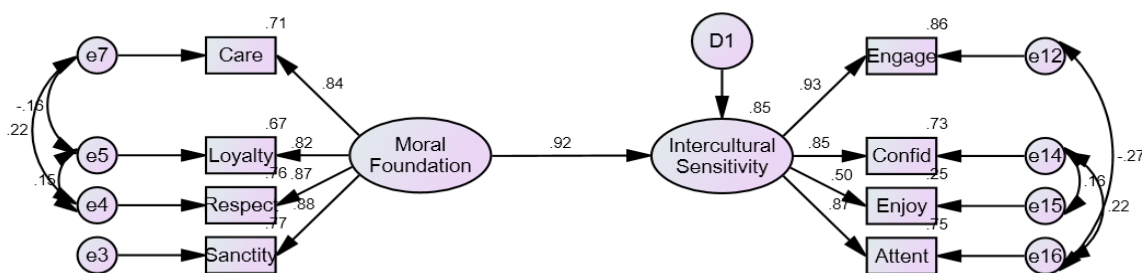 .71
.86
D1
e7
Care
Engage
e12
.84
.93
-.16
.22
.85
.67
.73
e5
Loyalty
.82
Moral
Foundation
.92
Intercultural
Sensitivity
.85
Confid
e14
-.27
.15
.76
.87
.50
.25
.16
e4
Respect
.88
Enjoy
e15
.22
.77
.87
.75
e3
Sanctity
Attent
e16